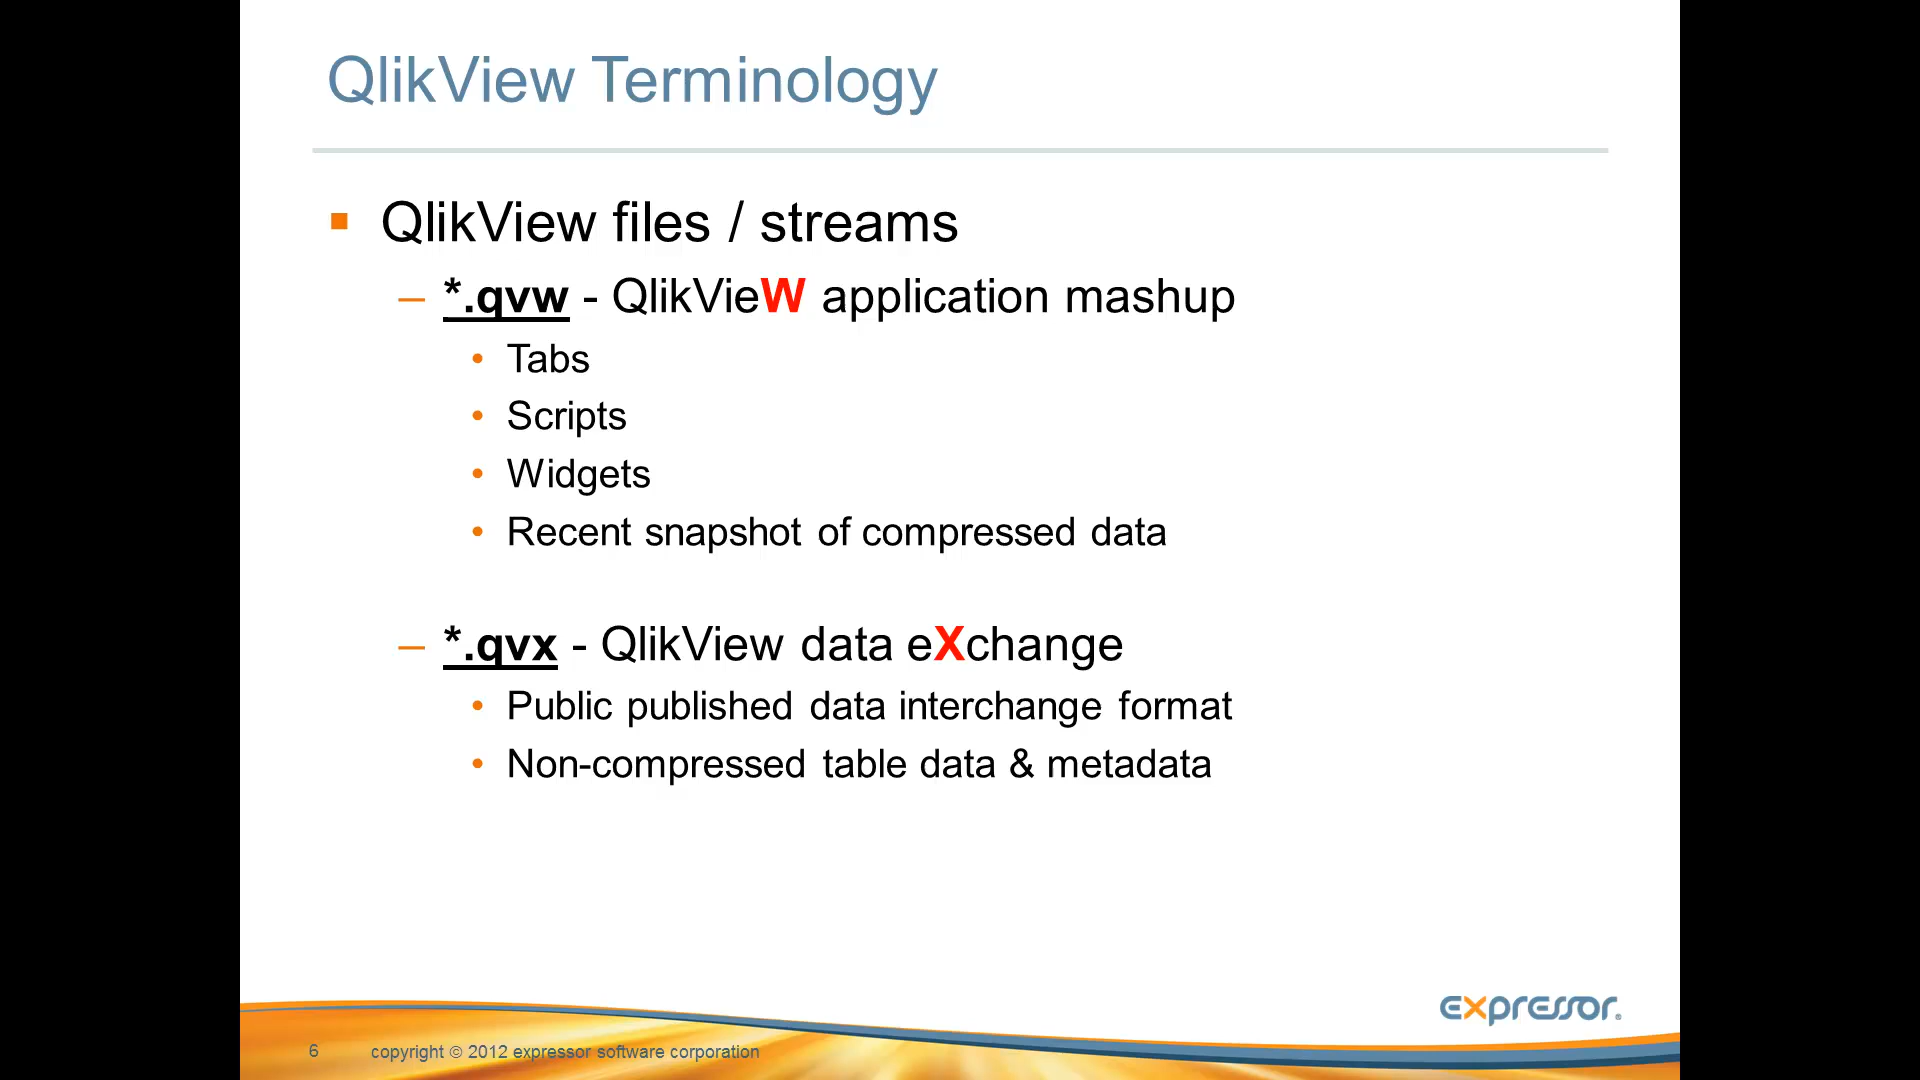 QlikView Terminology
QlikView files / streams
– *.qvw - QlikVieW application mashup
• Tabs
• Scripts
• Widgets
• Recent snapshot of compressed data
– *.qvx - QlikView data eXchange
• Public published data interchange format
• Non-compressed table data & metadata
expressor®
6 copyright © 2012 expressor software corporation